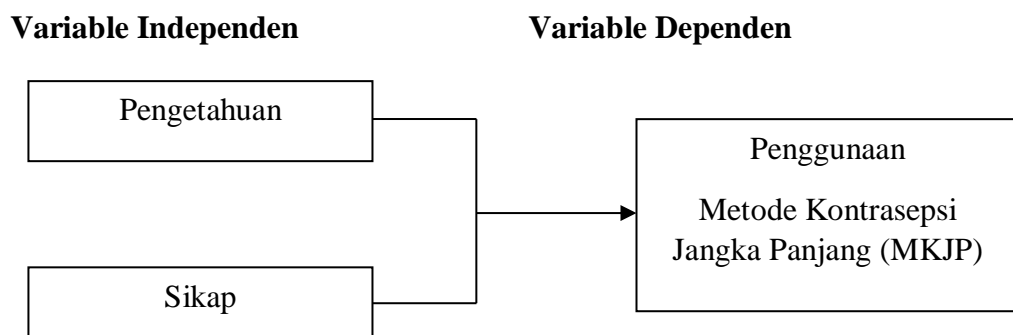 Variable Independen
Variable Dependen
Pengetahuan
Sikap
Penggunaan
Metode Kontrasepsi
Jangka Panjang (MKJP)